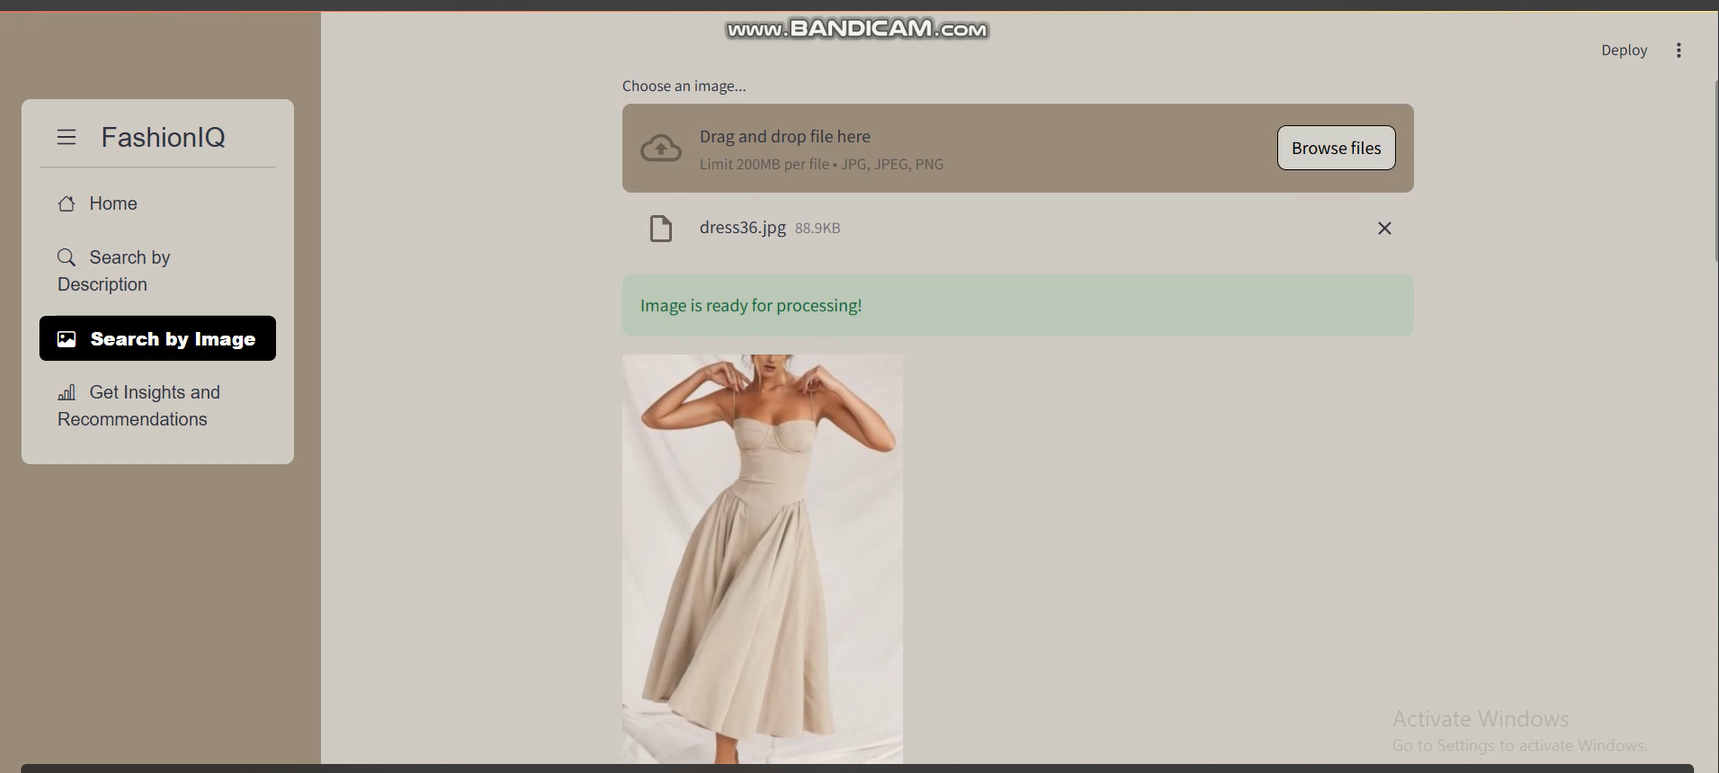 www.BANDICAM.com
Deploy
FashionIQ
Home
Search by
Description
Search by Image
Get Insights and
Recommendations
Choose an image...
Drag and drop file here
Limit 200MB per file • JPG, JPEG, PNG
Browse files
dress36.jpg 88.9KB
Image is ready for processing!
Activate Windows
Go to Settings to activate Windows.